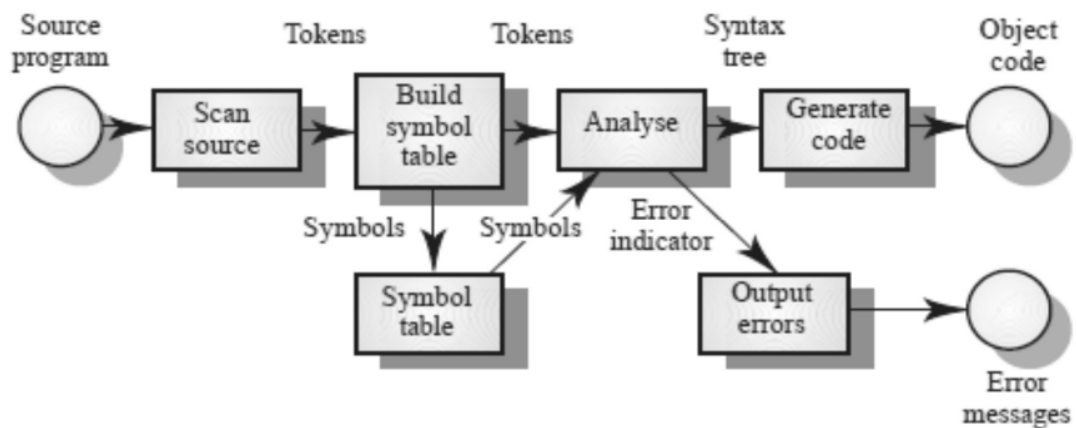 Source
program
Tokens
Tokens
Syntax
tree
Object
code
Scan
source
Build
symbol
table
Analyse
Generate
code
Symbols
Symbols
Error
indicator
Symbol
table
Output
errors
Error
messages